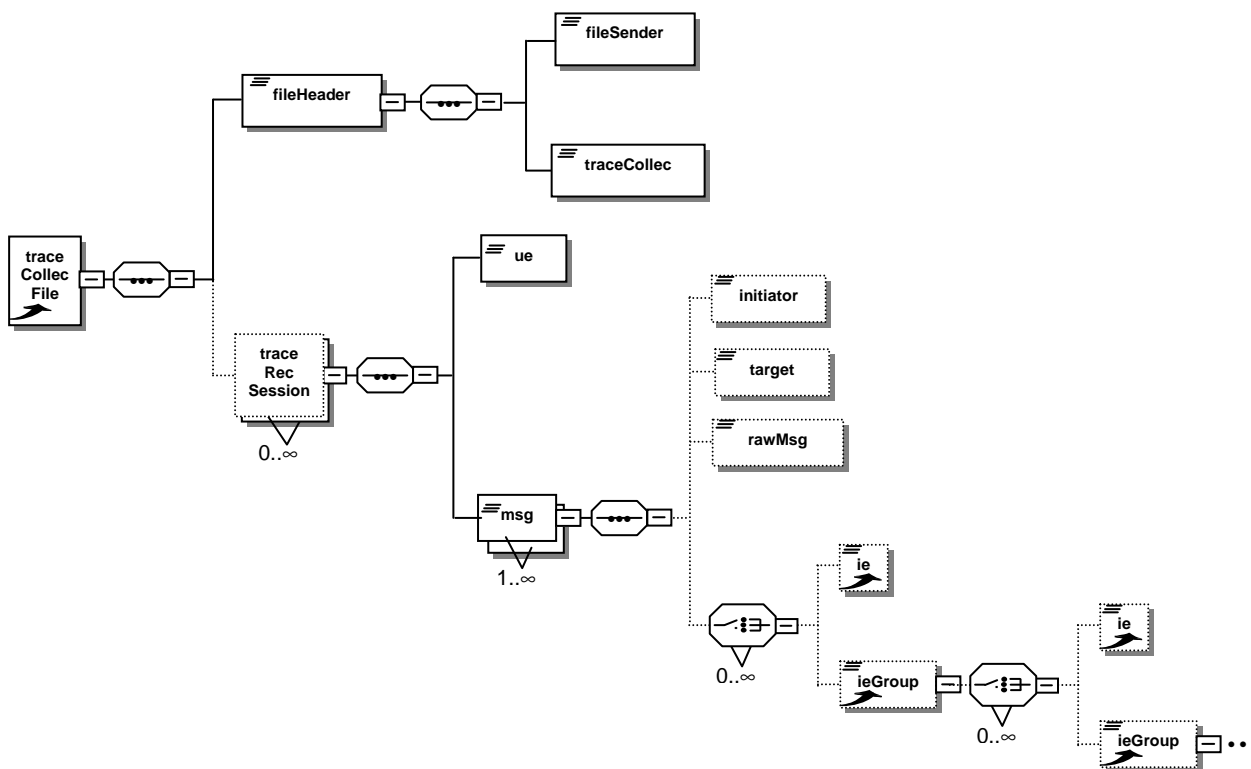 fileSender
fileHeader
traceCollec
trace
Collec
File
ue
initiator
trace
Rec
Session
target
rawMsg
0..∞
msg
1..∞
ie
ie
0..∞
ieGroup
0..∞
ieGroup